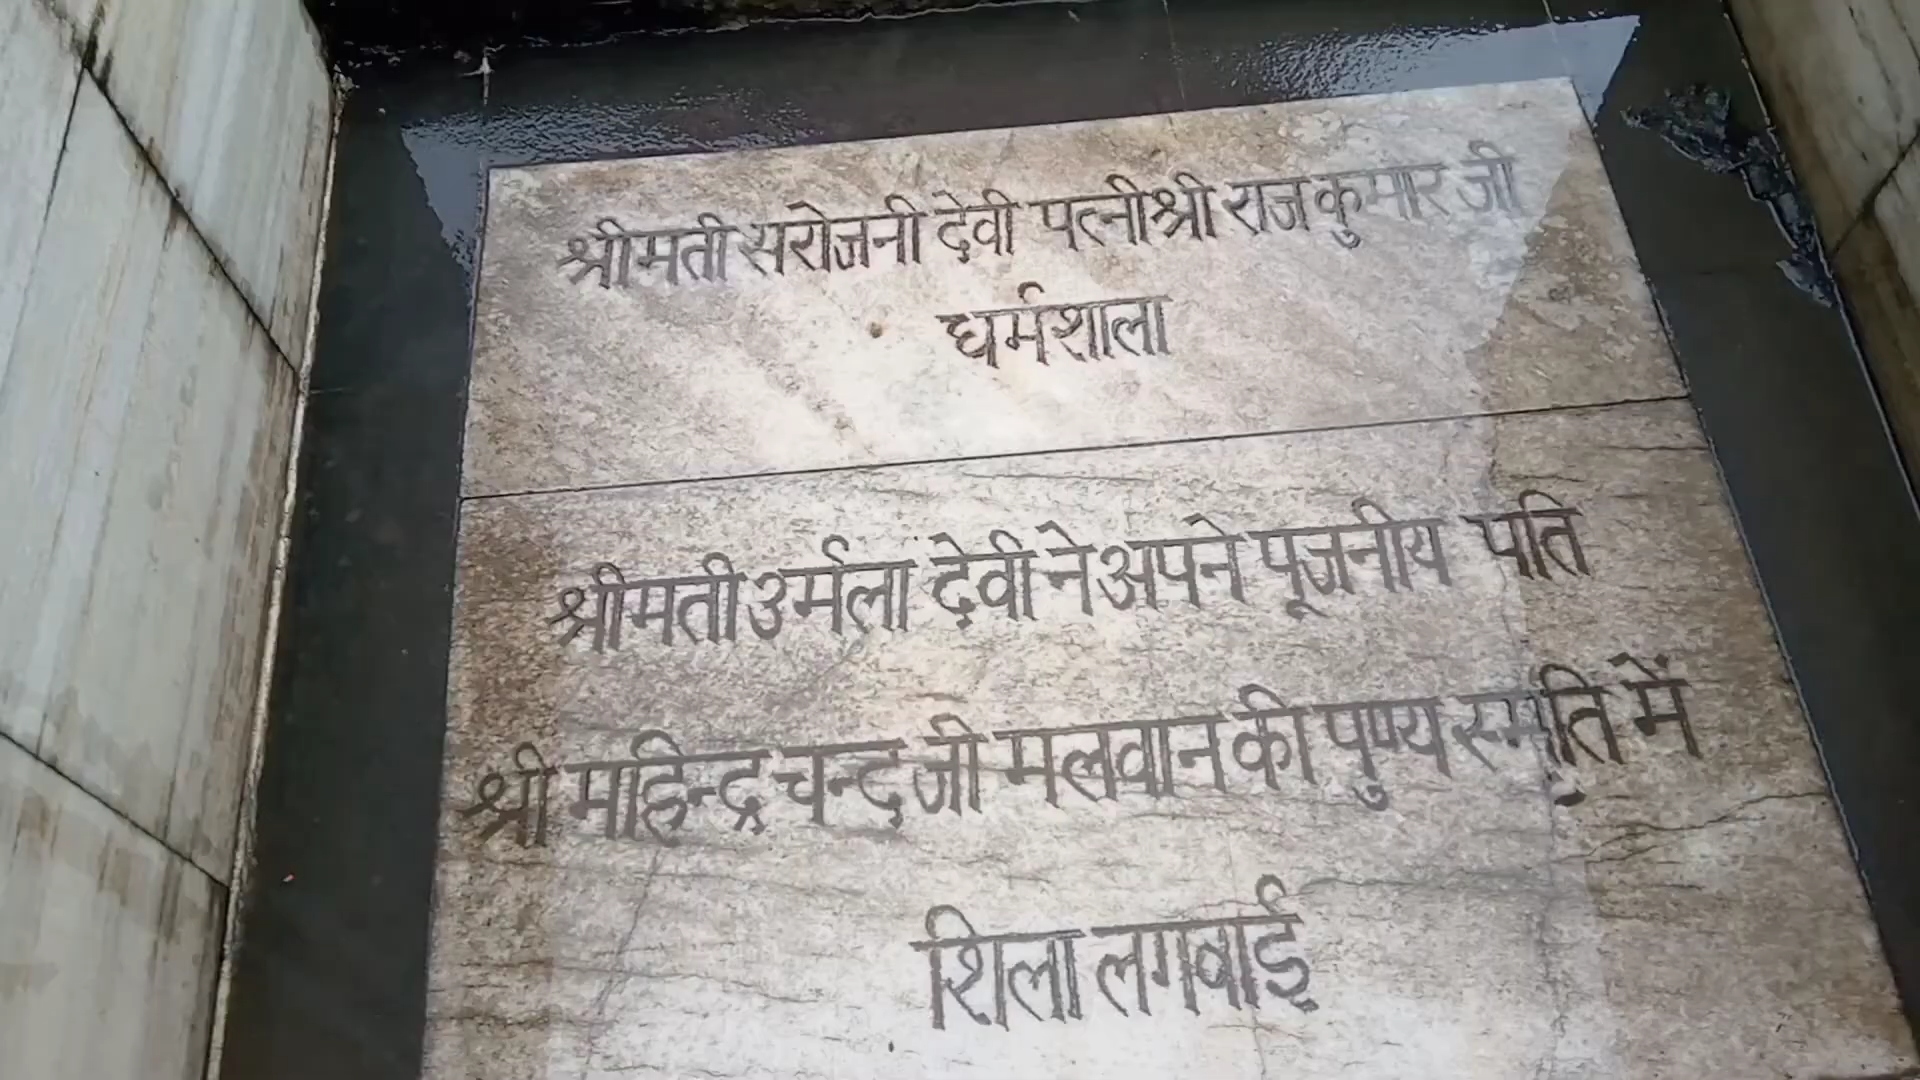 श्रीमती सरोजनी देवी पत्नी श्री राज कुमार जी
धर्मशाला
श्रीमती उर्मला देवी ने अपने पूजनीय पति
श्री महिन्द्र चन्द जी मलवान की पुण्य स्मृति में
शिला लगवाई